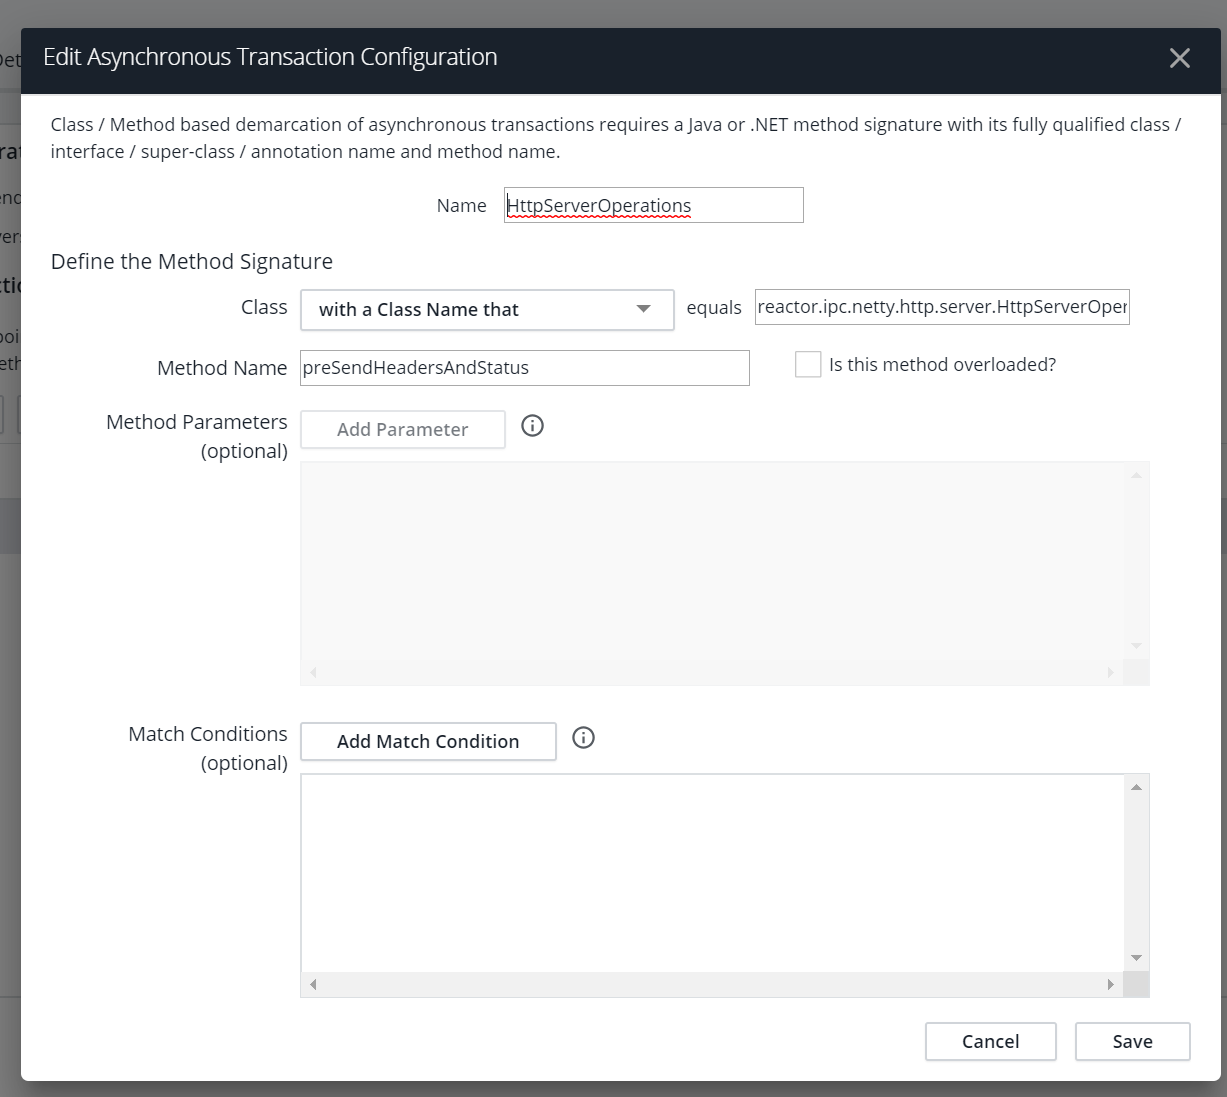 Edit Asynchronous Transaction Configuration
Class / Method based demarcation of asynchronous transactions requires a Java or .NET method signature with its fully qualified class /
interface / super-class / annotation name and method name.
Name HttpServerOperations
Define the Method Signature
Class with a Class Name that equals reactor.ipc.netty.http.server.HttpServerOper
Method Name preSendHeadersAndStatus Is this method overloaded?
Method Parameters
(optional)
Add Parameter
Match Conditions
(optional)
Add Match Condition
Cancel Save